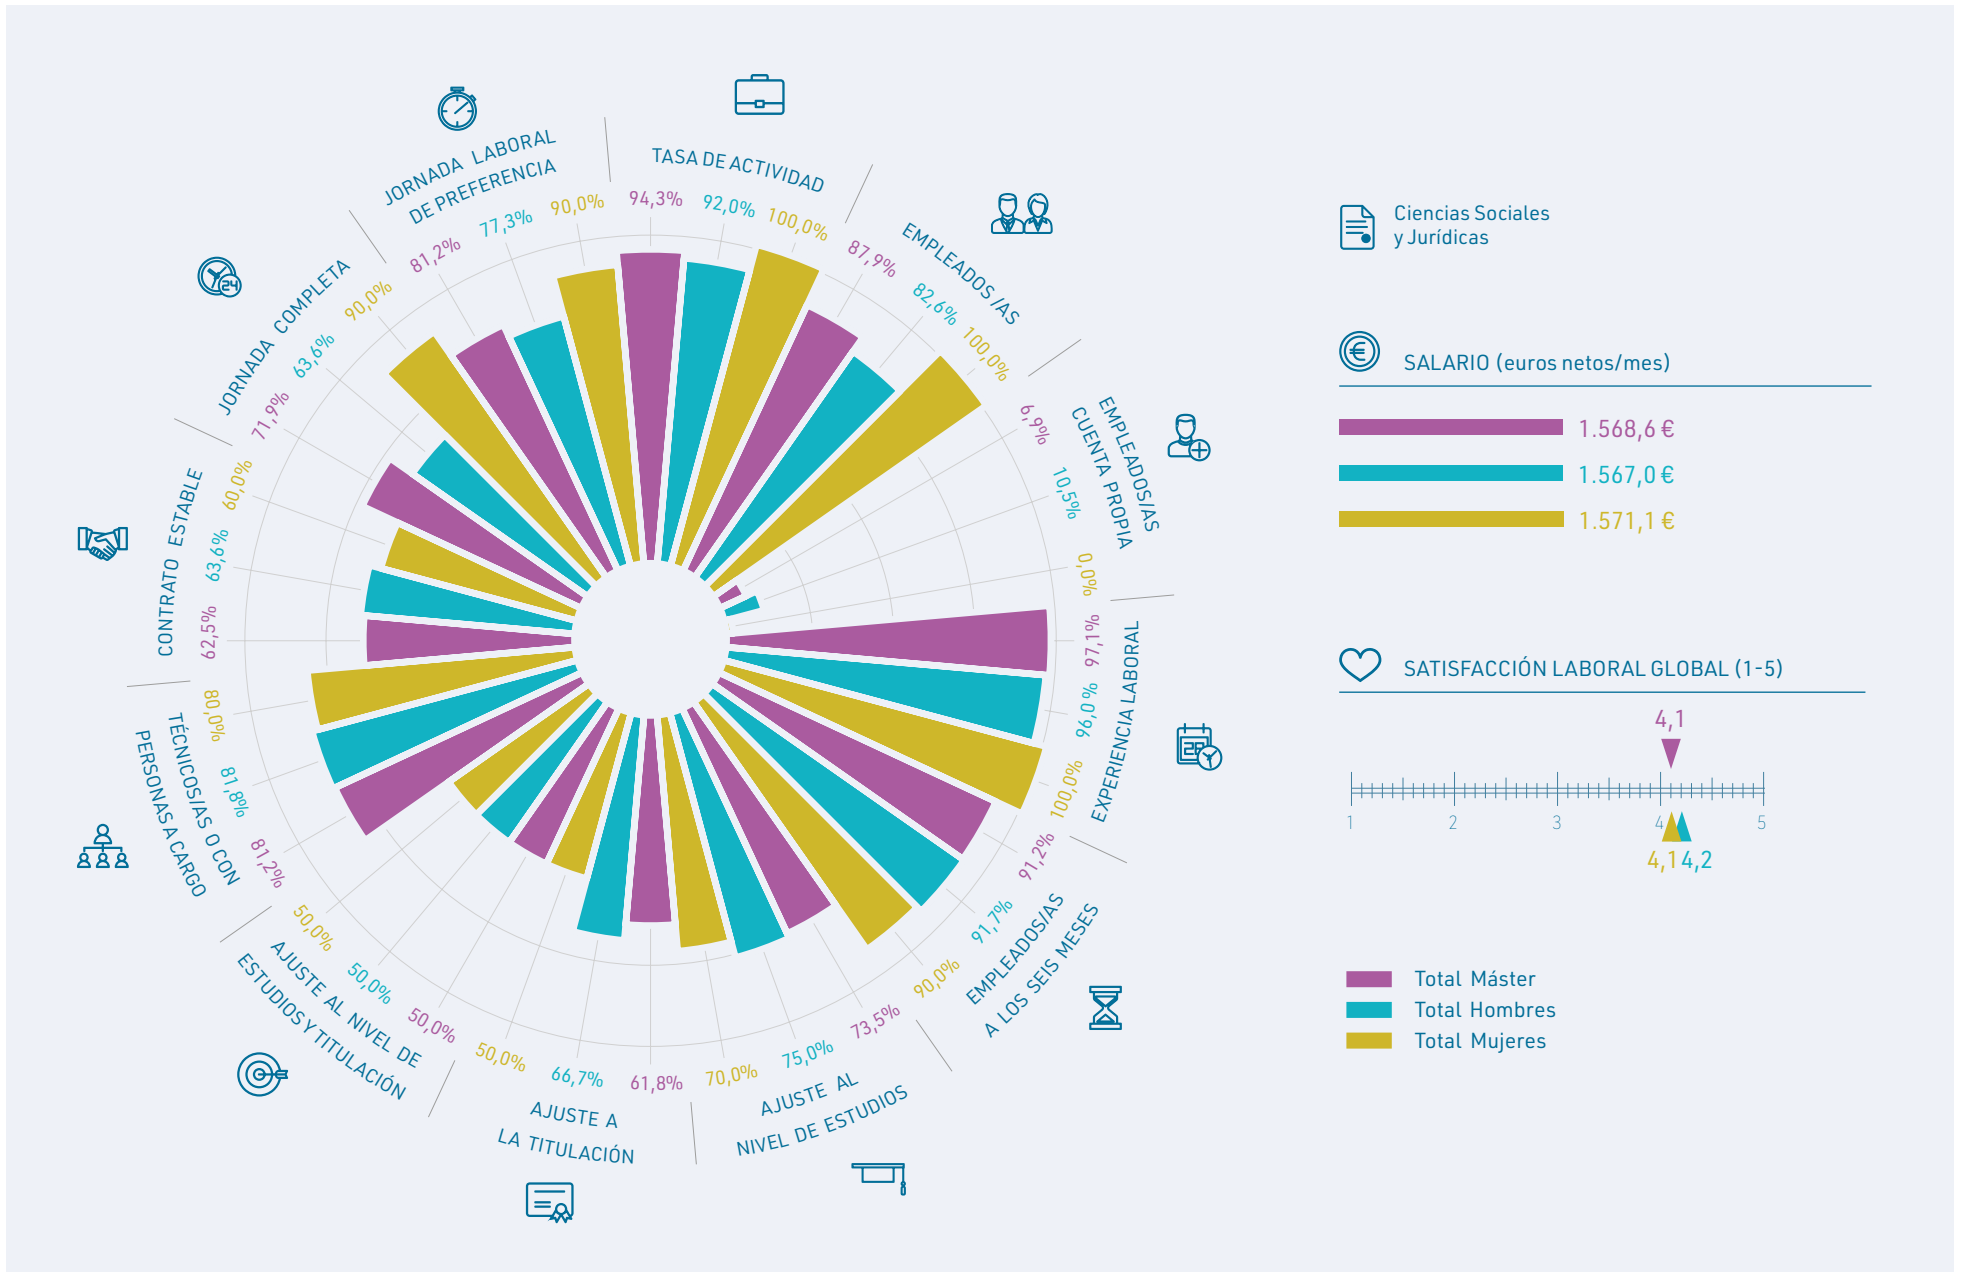 TASA DE ACTIVIDAD
94,3%
92,0%
100,0%
EMPLEADOS /AS
87,9%
82,6%
100,0%
EMPLEADOS/AS
CUENTA PROPIA
6,9%
10,5%
0,0%
EXPERIENCIA LABORAL
97,1%
96,0%
100,0%
EMPLEADOS/AS
A LOS SEIS MESES
91,2%
91,7%
90,0%
AJUSTE AL
NIVEL DE ESTUDIOS
73,5%
75,0%
70,0%
AJUSTE A
LA TITULACIÓN
61,8%
66,7%
50,0%
AJUSTE AL NIVEL DE
ESTUDIOS Y TITULACIÓN
50,0%
50,0%
50,0%
TÉCNICOS/AS O CON
PERSONAS A CARGO
81,2%
81,8%
80,0%
CONTRATO ESTABLE
62,5%
63,6%
60,0%
JORNADA COMPLETA
71,9%
63,6%
90,0%
JORNADA LABORAL
DE PREFERENCIA
81,2%
77,3%
90,0%
24
28
Ciencias Sociales
y Jurídicas
SALARIO (euros netos/mes)
1.568,6 €
1.567,0 €
1.571,1 €
SATISFACCIÓN LABORAL GLOBAL (1-5)
4,1
1 2 3 4 5
4,1 4,2
Total Máster
Total Hombres
Total Mujeres